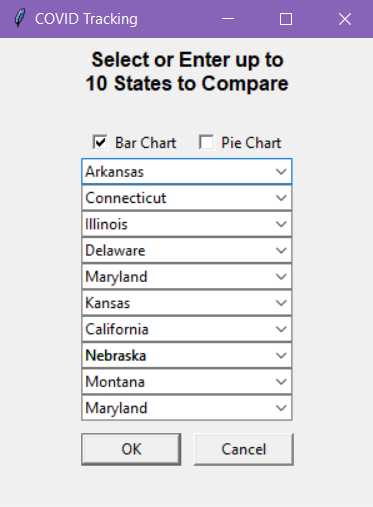 COVID Tracking
Select or Enter up to
10 States to Compare
Bar Chart Pie Chart
Arkansas
Connecticut
Illinois
Delaware
Maryland
Kansas
California
Nebraska
Montana
Maryland
OK Cancel